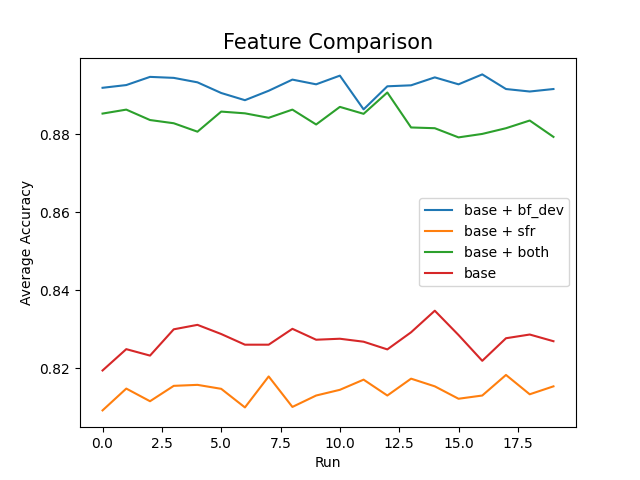 Feature Comparison
Average Accuracy
0.88
0.86
0.84
0.82
base + bf_dev
base + sfr
base + both
base
0.0 2.5 5.0 7.5 10.0 12.5 15.0 17.5
Run